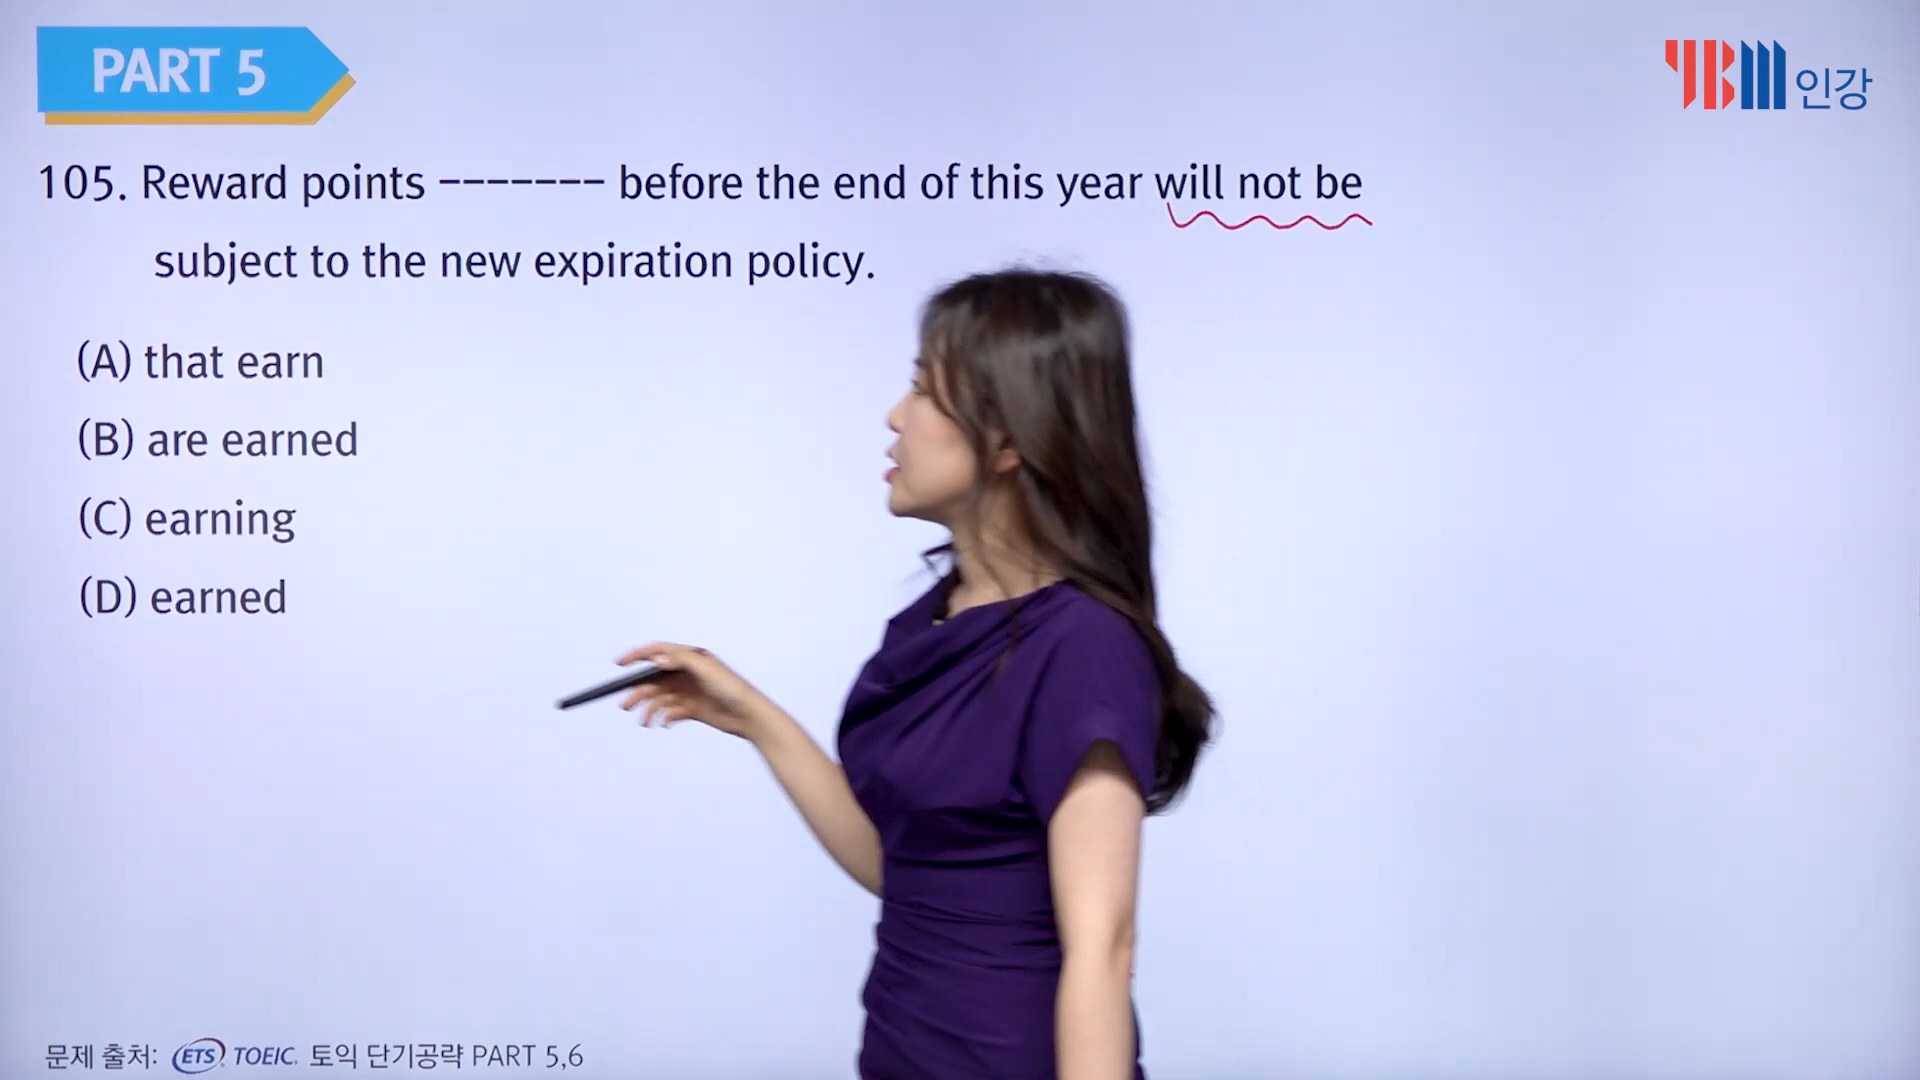 PART 5
YBM 인강
105. Reward points ------- before the end of this year will not be
subject to the new expiration policy.
(A) that earn
(B) are earned
(C) earning
(D) earned
문제 출처: ETS TOEIC. 토익 단기공략 PART 5,6